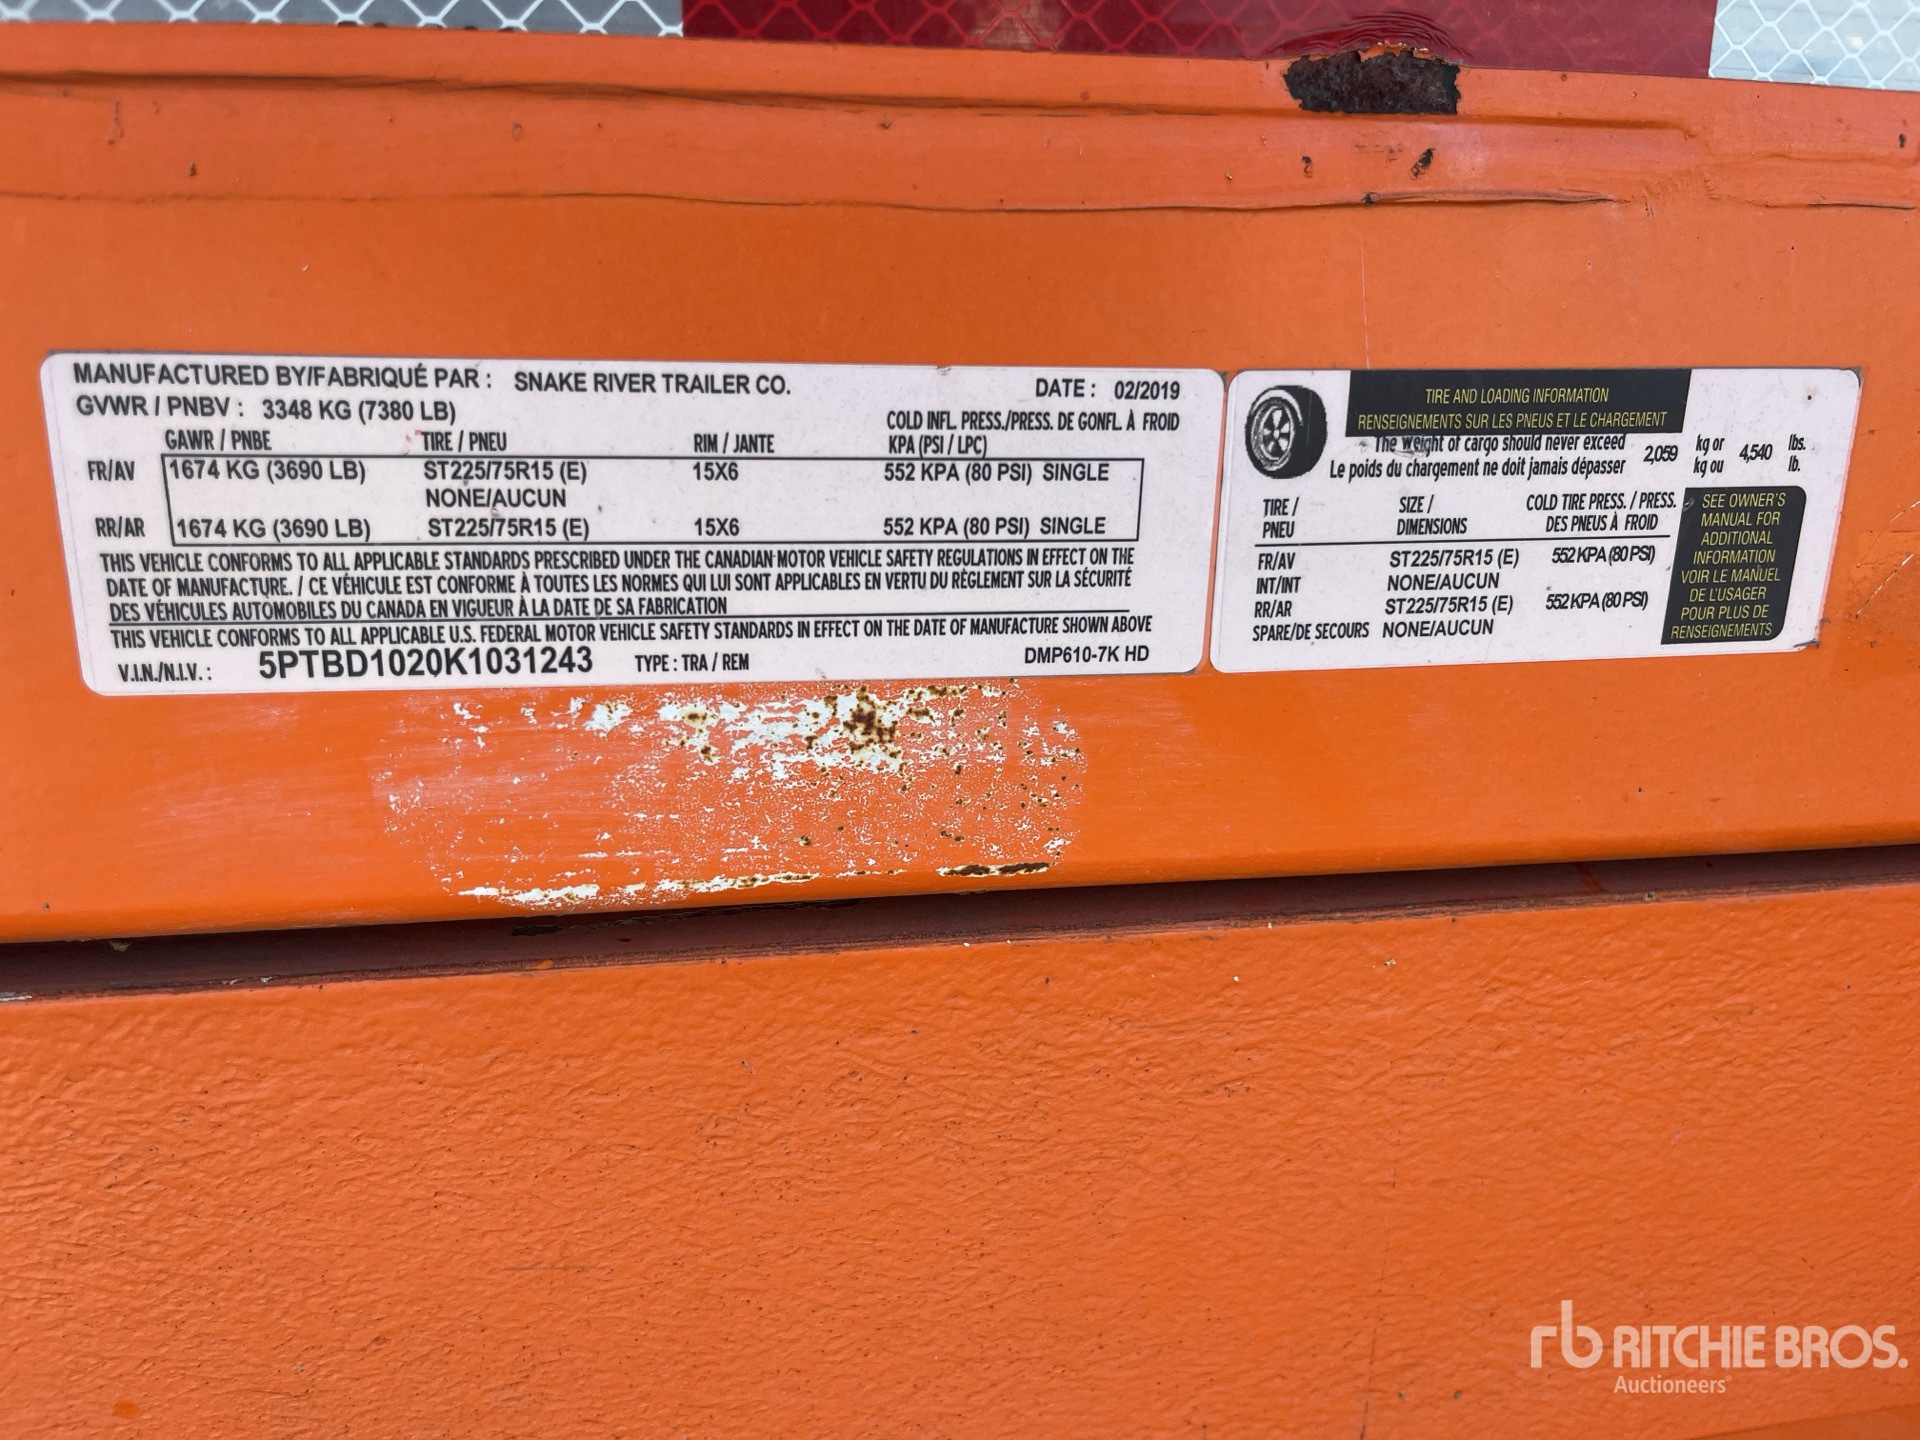 MANUFACTURED BY/FABRIQUÉ PAR : SNAKE RIVER TRAILER CO. DATE : 02/2019
GVWR / PNBV : 3348 KG (7380 LB)
COLD INFL. PRESS./PRESS. DE GONFL. À FROID
GAWR / PNBE TIRE / PNEU RIM / JANTE KPA (PSI / LPC)
FR/AV 1674 KG (3690 LB) ST225/75R15 (E) 15X6 552 KPA (80 PSI) SINGLE
NONE/AUCUN
RR/AR 1674 KG (3690 LB) ST225/75R15 (E) 15X6 552 KPA (80 PSI) SINGLE
THIS VEHICLE CONFORMS TO ALL APPLICABLE STANDARDS PRESCRIBED UNDER THE CANADIAN MOTOR VEHICLE SAFETY REGULATIONS IN EFFECT ON THE
DATE OF MANUFACTURE. / CE VÉHICULE EST CONFORME À TOUTES LES NORMES QUI LUI SONT APPLICABLES EN VERTU DU RÈGLEMENT SUR LA SÉCURITÉ
DES VÉHICULES AUTOMOBILES DU CANADA EN VIGUEUR À LA DATE DE SA FABRICATION
THIS VEHICLE CONFORMS TO ALL APPLICABLE U.S. FEDERAL MOTOR VEHICLE SAFETY STANDARDS IN EFFECT ON THE DATE OF MANUFACTURE SHOWN ABOVE
V.I.N./N.I.V. : 5PTBD1020K1031243 TYPE : TRA / REM DMP610-7K HD
TIRE AND LOADING INFORMATION
RENSEIGNEMENTS SUR LES PNEUS ET LE CHARGEMENT
The weight of cargo should never exceed 2,059 kg or 4,540 lbs.
Le poids du chargement ne doit jamais dépasser kg ou lb.
TIRE / SIZE / COLD TIRE PRESS. / PRESS.
PNEU DIMENSIONS DES PNEUS À FROID
FR/AV ST225/75R15 (E) 552 KPA (80 PSI)
INT/INT NONE/AUCUN
RR/AR ST225/75R15 (E) 552 KPA (80 PSI)
SPARE/DE SECOURS NONE/AUCUN
SEE OWNER'S
MANUAL FOR
ADDITIONAL
INFORMATION
VOIR LE MANUEL
DE L'USAGER
POUR PLUS DE
RENSEIGNEMENTS
rb RITCHIE BROS.
Auctioneers